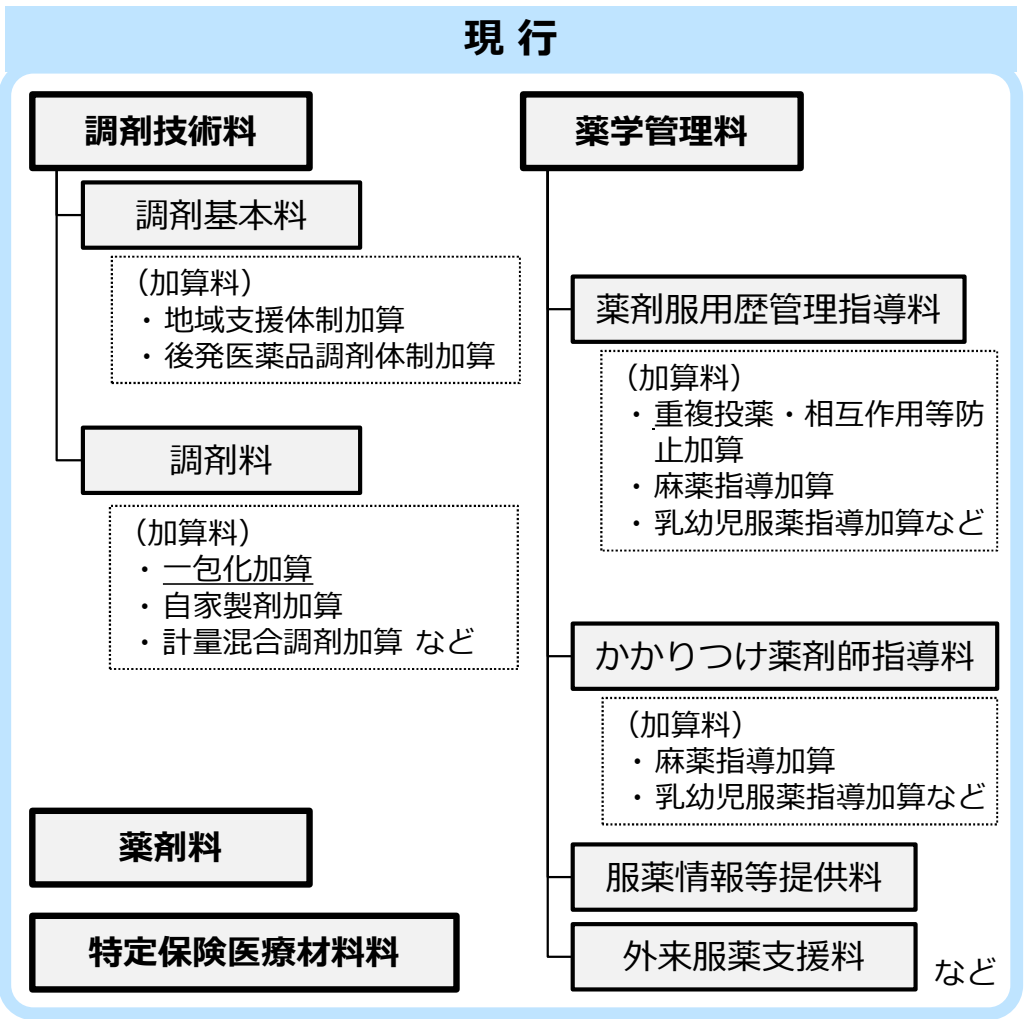 現 行
調剤技術料
調剤基本料
（加算料）
・地域支援体制加算
・後発医薬品調剤体制加算
調剤料
（加算料）
・一包化加算
・自家製剤加算
・計量混合調剤加算 など
薬剤料
特定保険医療材料料
薬学管理料
薬剤服用歴管理指導料
（加算料）
・重複投薬・相互作用等防
止加算
・麻薬指導加算
・乳幼児服薬指導加算など
かかりつけ薬剤師指導料
（加算料）
・麻薬指導加算
・乳幼児服薬指導加算など
服薬情報等提供料
外来服薬支援料
など